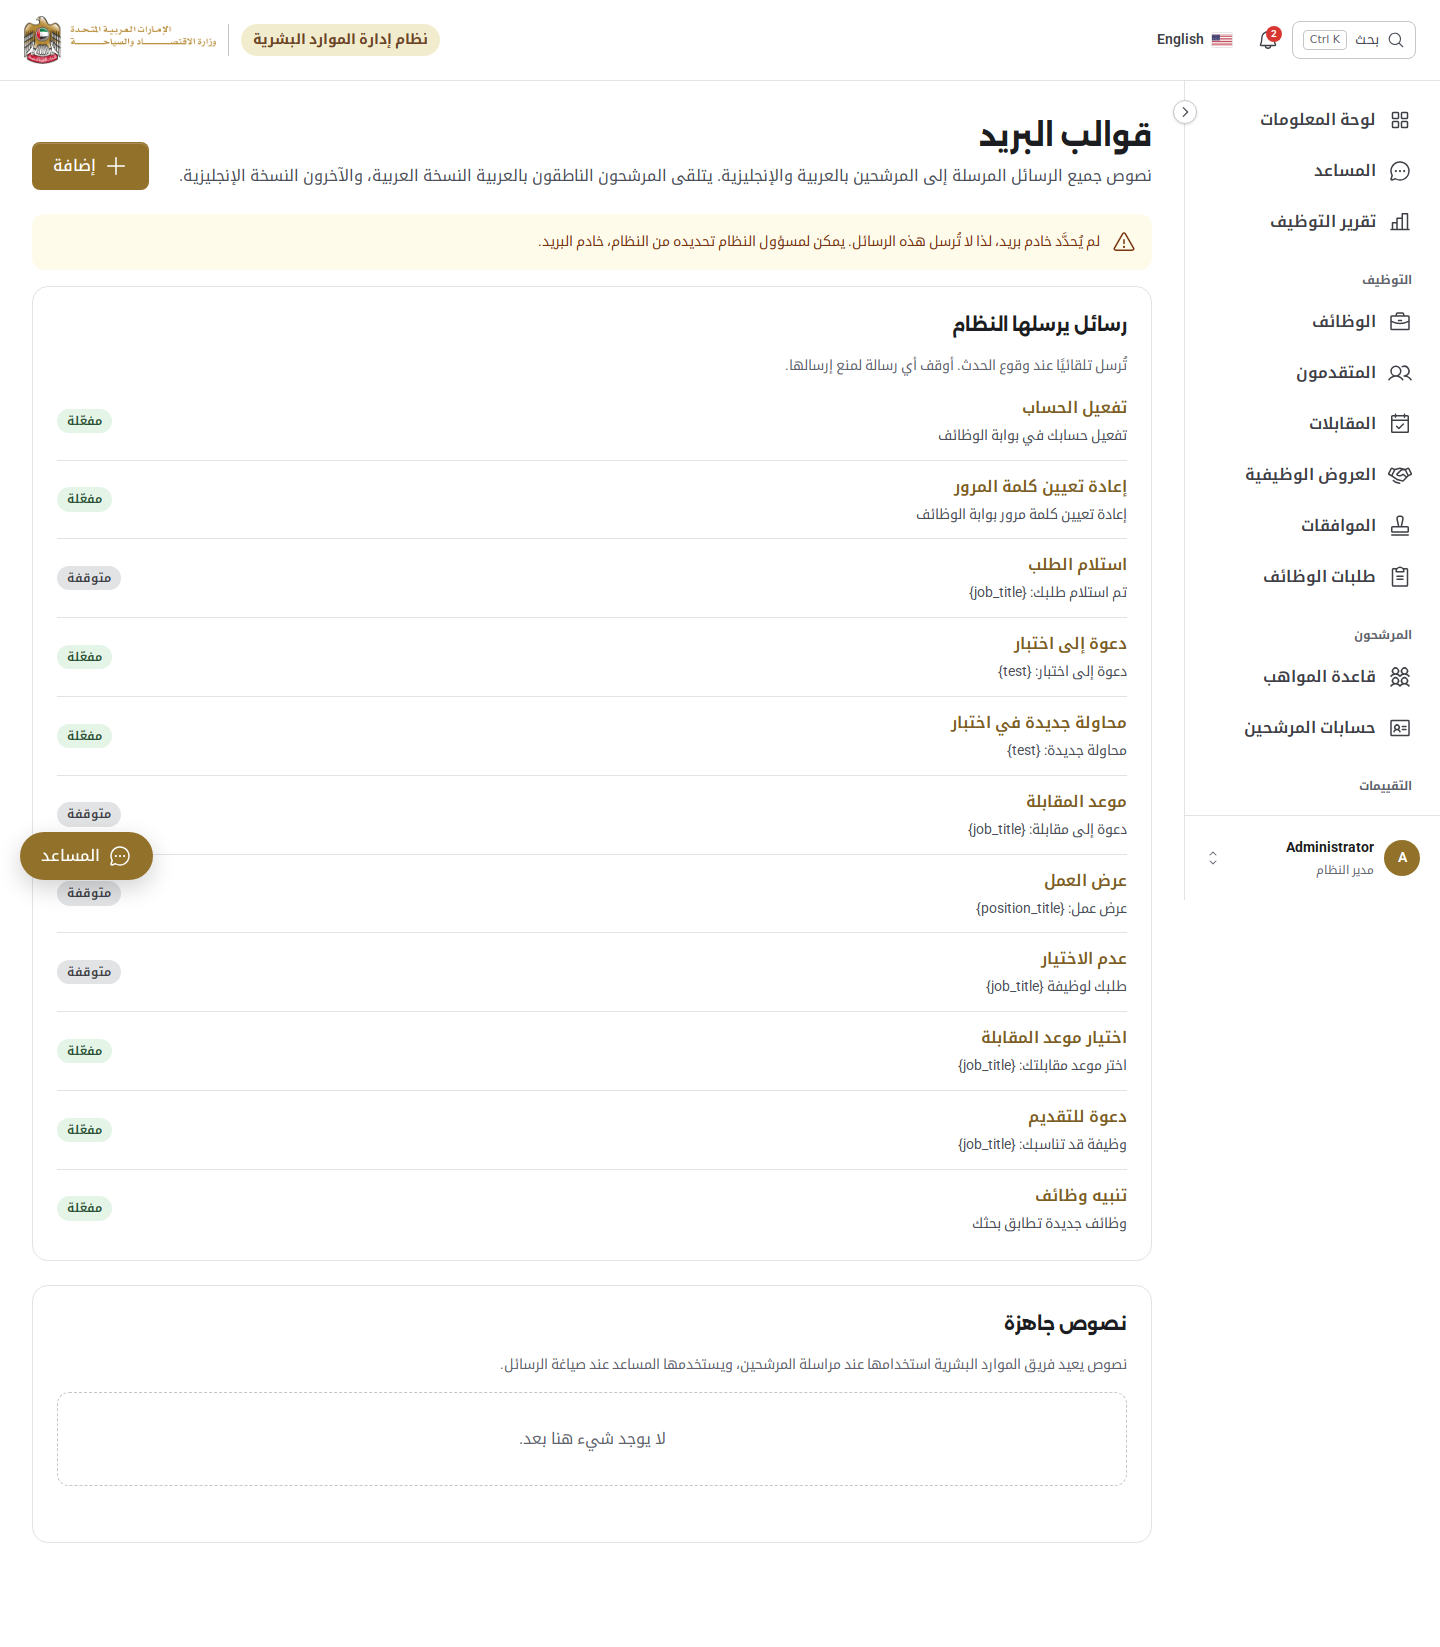 بحث
Ctrl K
2
English
نظام إدارة الموارد البشرية
الإمارات العربية المتحدة
وزارة الاقتصاد والسياحة
لوحة المعلومات
المساعد
تقرير التوظيف
التوظيف
الوظائف
المتقدمون
المقابلات
العروض الوظيفية
الموافقات
طلبات الوظائف
المرشحون
قاعدة المواهب
حسابات المرشحين
التقييمات
A
Administrator
مدير النظام
قوالب البريد
نصوص جميع الرسائل المرسلة إلى المرشحين بالعربية والإنجليزية. يتلقى المرشحون الناطقون بالعربية النسخة العربية، والآخرون النسخة الإنجليزية.
إضافة
لم يُحدَّد خادم بريد، لذا لا تُرسل هذه الرسائل. يمكن لمسؤول النظام تحديده من النظام، خادم البريد.
رسائل يرسلها النظام
تُرسل تلقائيًا عند وقوع الحدث. أوقف أي رسالة لمنع إرسالها.
تفعيل الحساب
تفعيل حسابك في بوابة الوظائف
مفعّلة
إعادة تعيين كلمة المرور
إعادة تعيين كلمة مرور بوابة الوظائف
مفعّلة
استلام الطلب
تم استلام طلبك: {job_title}
متوقفة
دعوة إلى اختبار
دعوة إلى اختبار: {test}
مفعّلة
محاولة جديدة في اختبار
محاولة جديدة: {test}
مفعّلة
موعد المقابلة
دعوة إلى مقابلة: {job_title}
متوقفة
عرض العمل
عرض عمل: {position_title}
متوقفة
عدم الاختيار
طلبك لوظيفة {job_title}
متوقفة
اختيار موعد المقابلة
اختر موعد مقابلتك: {job_title}
مفعّلة
دعوة للتقديم
وظيفة قد تناسبك: {job_title}
مفعّلة
تنبيه وظائف
وظائف جديدة تطابق بحثك
مفعّلة
المساعد
نصوص جاهزة
نصوص يعيد فريق الموارد البشرية استخدامها عند مراسلة المرشحين، ويستخدمها المساعد عند صياغة الرسائل.
لا يوجد شيء هنا بعد.